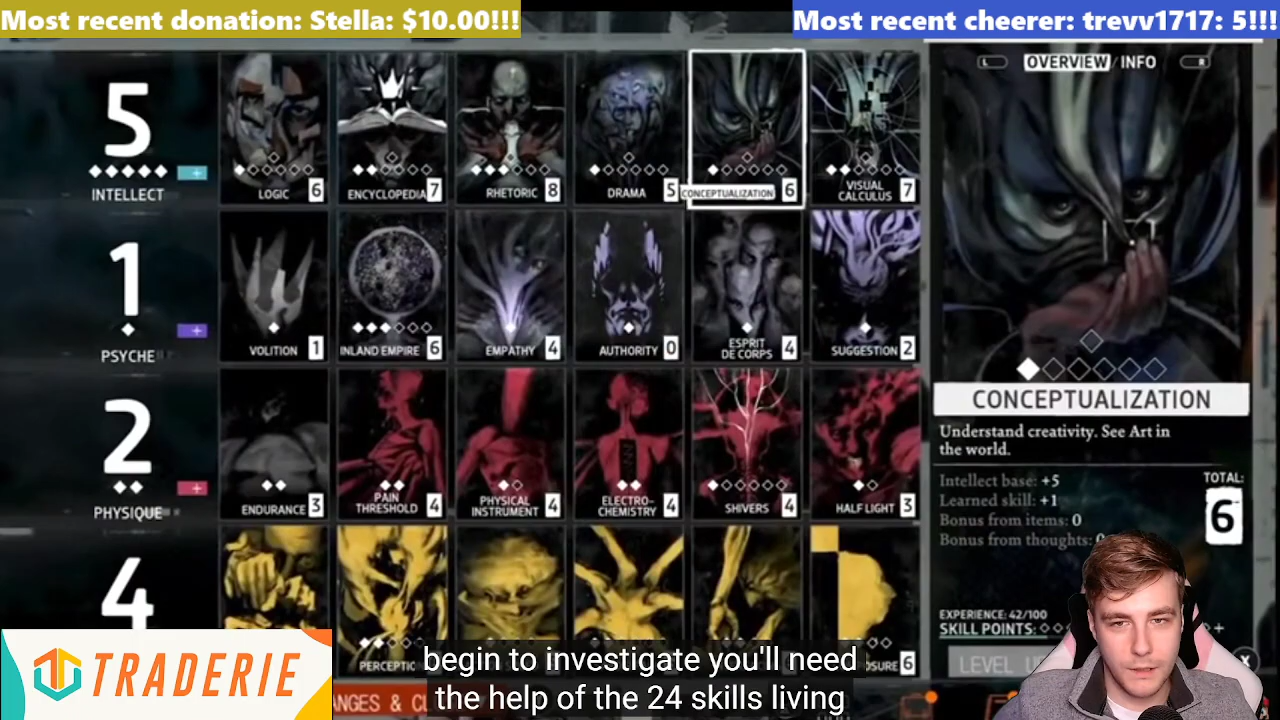 Most recent donation: Stella: $10.00!!!
Most recent cheerer: trevv1717: 5!!!
L OVERVIEW / INFO R
5
INTELLECT
LOGIC 6
ENCYCLOPEDIA 7
RHETORIC 8
DRAMA 5
CONCEPTUALIZATION 6
VISUAL
CALCULUS 7
1
PSYCHE
VOLITION 1
INLAND EMPIRE 6
EMPATHY 4
AUTHORITY 0
ESPRIT
DE CORPS 4
SUGGESTION 2
2
PHYSIQUE
ENDURANCE 3
PAIN
THRESHOLD 4
PHYSICAL
INSTRUMENT 4
ELECTRO-
CHEMISTRY 4
SHIVERS 4
HALF LIGHT 3
4
6
CONCEPTUALIZATION
Understand creativity. See Art in
the world.
Intellect base: +5
Learned skill: +1
Bonus from items: 0
Bonus from thoughts:
TOTAL:
6
EXPERIENCE: 42/100
SKILL POINTS:
LEVEL
X
TRADERIE
begin to investigate you'll need
the help of the 24 skills living